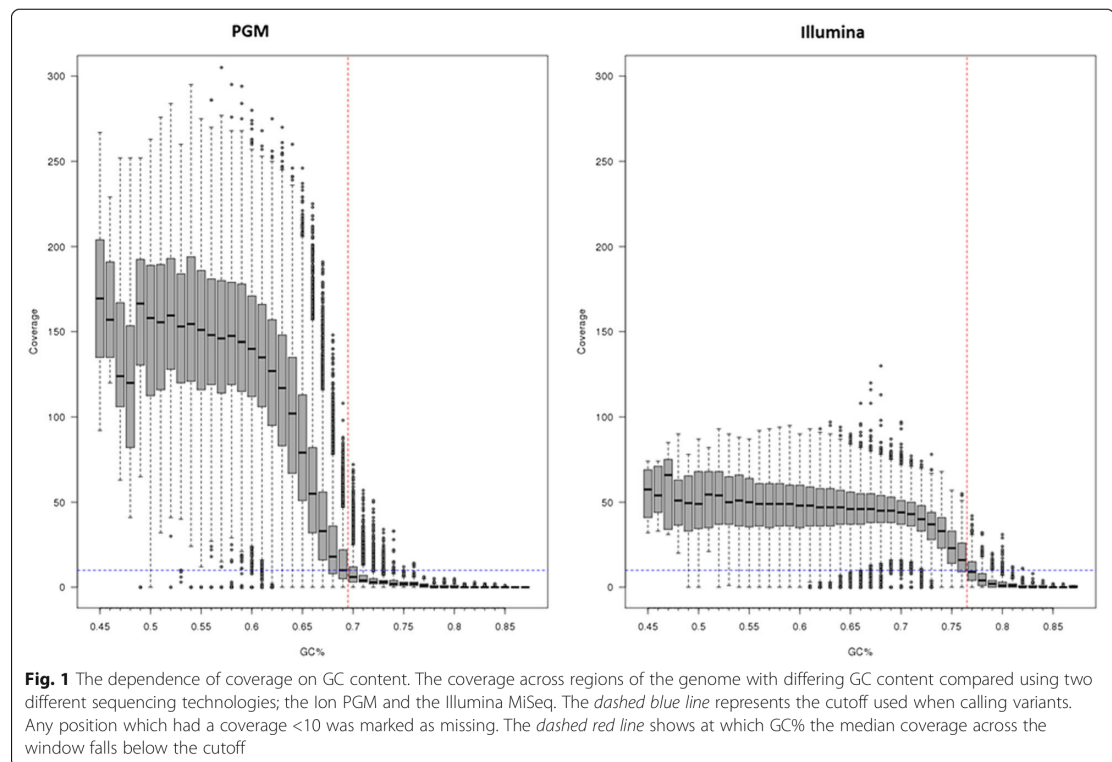 PGM
300
250
200
150
100
50
0
Coverage
0.45 0.5 0.55 0.6 0.65 0.7 0.75 0.8 0.85
GC%
Illumina
300
250
200
150
100
50
0
Coverage
0.45 0.5 0.55 0.6 0.65 0.7 0.75 0.8 0.85
GC%
Fig. 1 The dependence of coverage on GC content. The coverage across regions of the genome with differing GC content compared using two
different sequencing technologies; the Ion PGM and the Illumina MiSeq. The dashed blue line represents the cutoff used when calling variants.
Any position which had a coverage <10 was marked as missing. The dashed red line shows at which GC% the median coverage across the
window falls below the cutoff